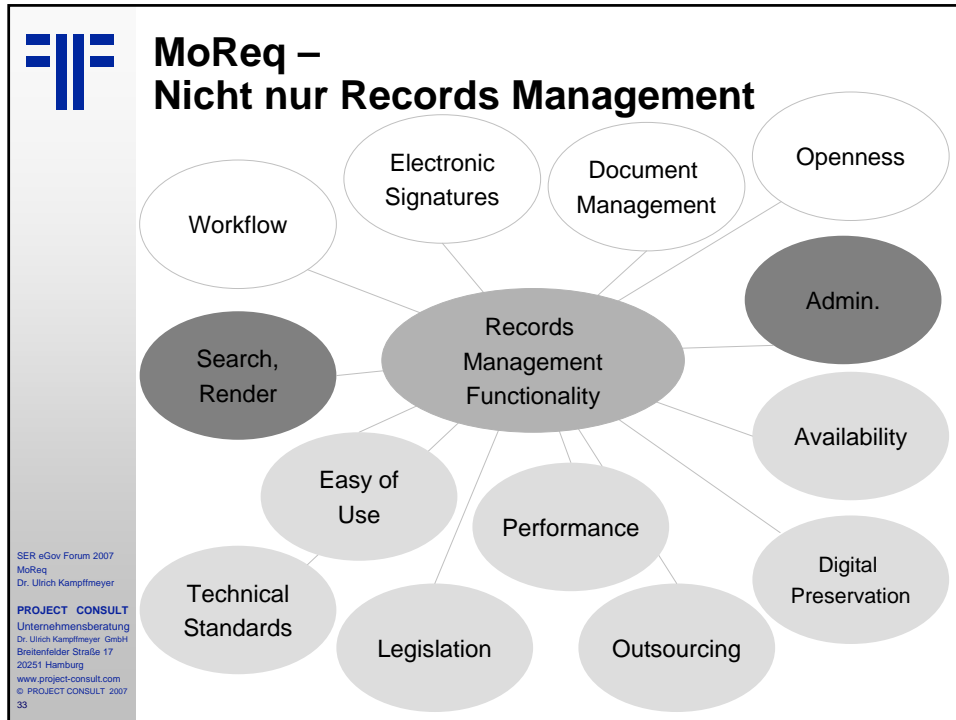 MoReq –
Nicht nur Records Management
Electronic
Signatures
Document
Management
Openness
Workflow
Admin.
Records
Management
Functionality
Search,
Render
Availability
Easy of
Use
Performance
Digital
Preservation
Technical
Standards
Legislation
Outsourcing
SER eGov Forum 2007
MoReq
Dr. Ulrich Kampffmeyer
PROJECT CONSULT
Unternehmensberatung
Dr. Ulrich Kampffmeyer GmbH
Breitenfelder Straße 17
20251 Hamburg
www.project-consult.com
© PROJECT CONSULT 2007
33